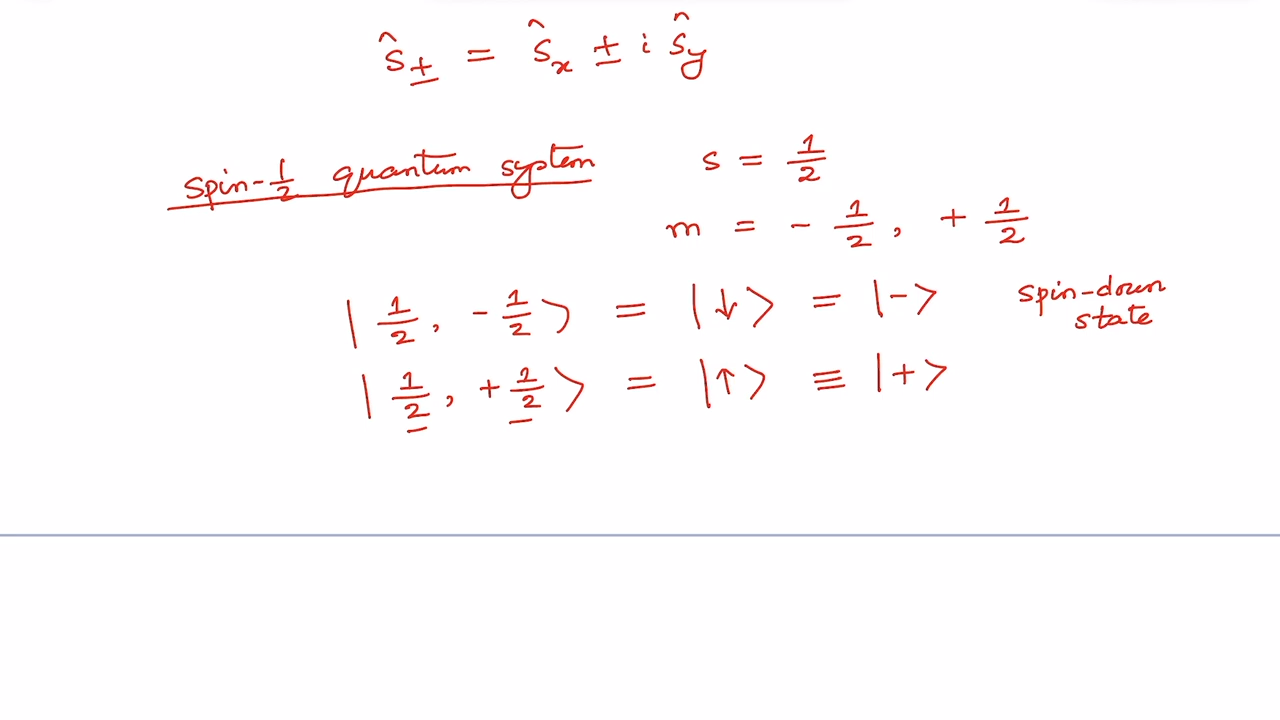 Ŝ± = Ŝx ± i Ŝy
spin-1/2 quantum system s = 1/2
m = - 1/2, + 1/2
| 1/2, - 1/2 ⟩ = |↓⟩ = |-⟩ spin-down state
| 1/2, + 1/2 ⟩ = |↑⟩ ≡ |+⟩